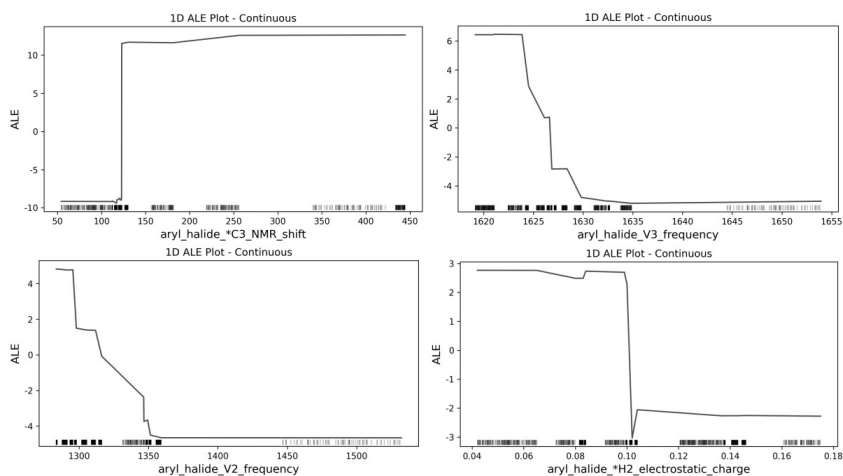 1D ALE Plot - Continuous
ALE
10
5
0
-5
-10
50 100 150 200 250 300 350 400 450
aryl_halide_*C3_NMR_shift
1D ALE Plot - Continuous
ALE
6
4
2
0
-2
-4
1620 1625 1630 1635 1640 1645 1650 1655
aryl_halide_V3_frequency
1D ALE Plot - Continuous
ALE
4
2
0
-2
-4
1300 1350 1400 1450 1500
aryl_halide_V2_frequency
1D ALE Plot - Continuous
ALE
3
2
1
0
-1
-2
-3
0.04 0.06 0.08 0.10 0.12 0.14 0.16 0.18
aryl_halide_*H2_electrostatic_charge